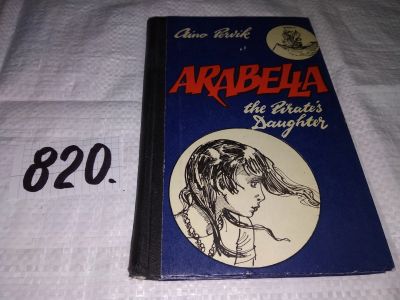 Aino Pervik
ARABELLA
the Pirate's
Daughter
820.